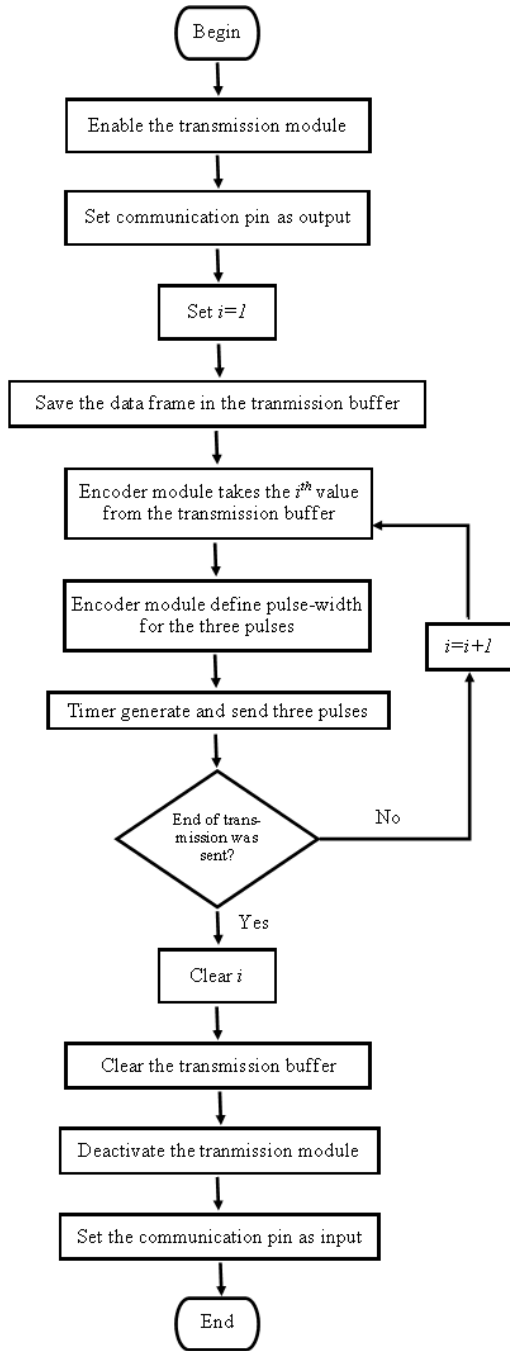 Begin
Enable the transmission module
Set communication pin as output
Set i=1
Save the data frame in the tranmission buffer
Encoder module takes the ith value
from the transmission buffer
Encoder module define pulse-width
for the three pulses
i=i+1
Timer generate and send three pulses
End of trans-
mission was
sent?
No
Yes
Clear i
Clear the transmission buffer
Deactivate the tranmission module
Set the communication pin as input
End